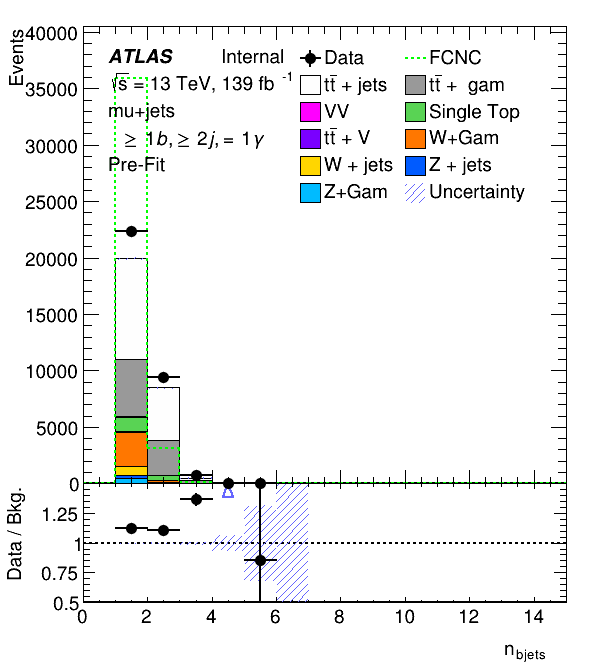 Events
40000
35000
30000
25000
20000
15000
10000
5000
0
ATLAS Internal
√s = 13 TeV, 139 fb -1
mu+jets
≥ 1b, ≥ 2j, = 1γ
Pre-Fit
Data
FCNC
tt̄ + jets
tt̄ + gam
VV
Single Top
tt̄ + V
W+Gam
W + jets
Z + jets
Z+Gam
Uncertainty
Data / Bkg.
1.25
1
0.75
0.5
0 2 4 6 8 10 12 14
n bjets